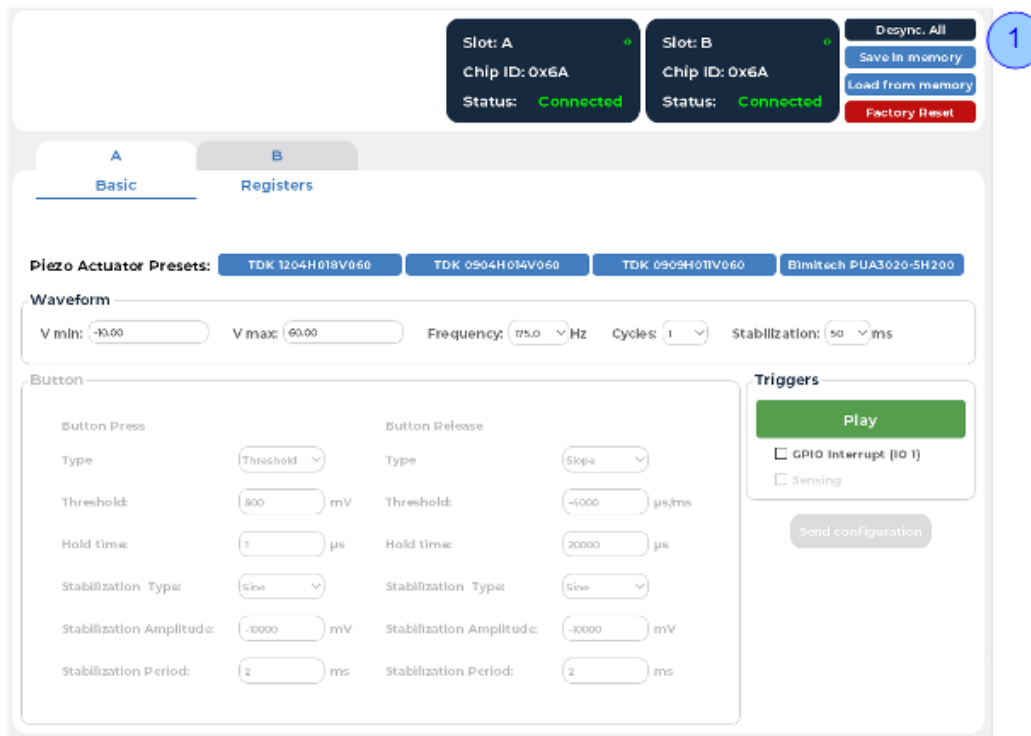 Slot: A
Chip ID: 0x6A
Status: Connected
Slot: B
Chip ID: 0x6A
Status: Connected
Desync. All
Save in memory
Load from memory
Factory Reset
1
A B
Basic Registers
Piezo Actuator Presets: TDK 1204H018V060 TDK 0904H014V060 TDK 0909H011V060 Bimitech PUA3020-5H200
Waveform
V min: -10.00 V max: 60.00 Frequency: 175.0 Hz Cycles: 1 Stabilization: 50 ms
Button
Button Press Button Release
Type Threshold Type Slope
Threshold: 800 mV Threshold: -4000 µs/ms
Hold time: 1 µs Hold time: 20000 µs
Stabilization Type: Sine Stabilization Type: Sine
Stabilization Amplitude: -10000 mV Stabilization Amplitude: -10000 mV
Stabilization Period: 2 ms Stabilization Period: 2 ms
Triggers
Play
GPIO Interrupt (IO 1)
Sensing
Send configuration